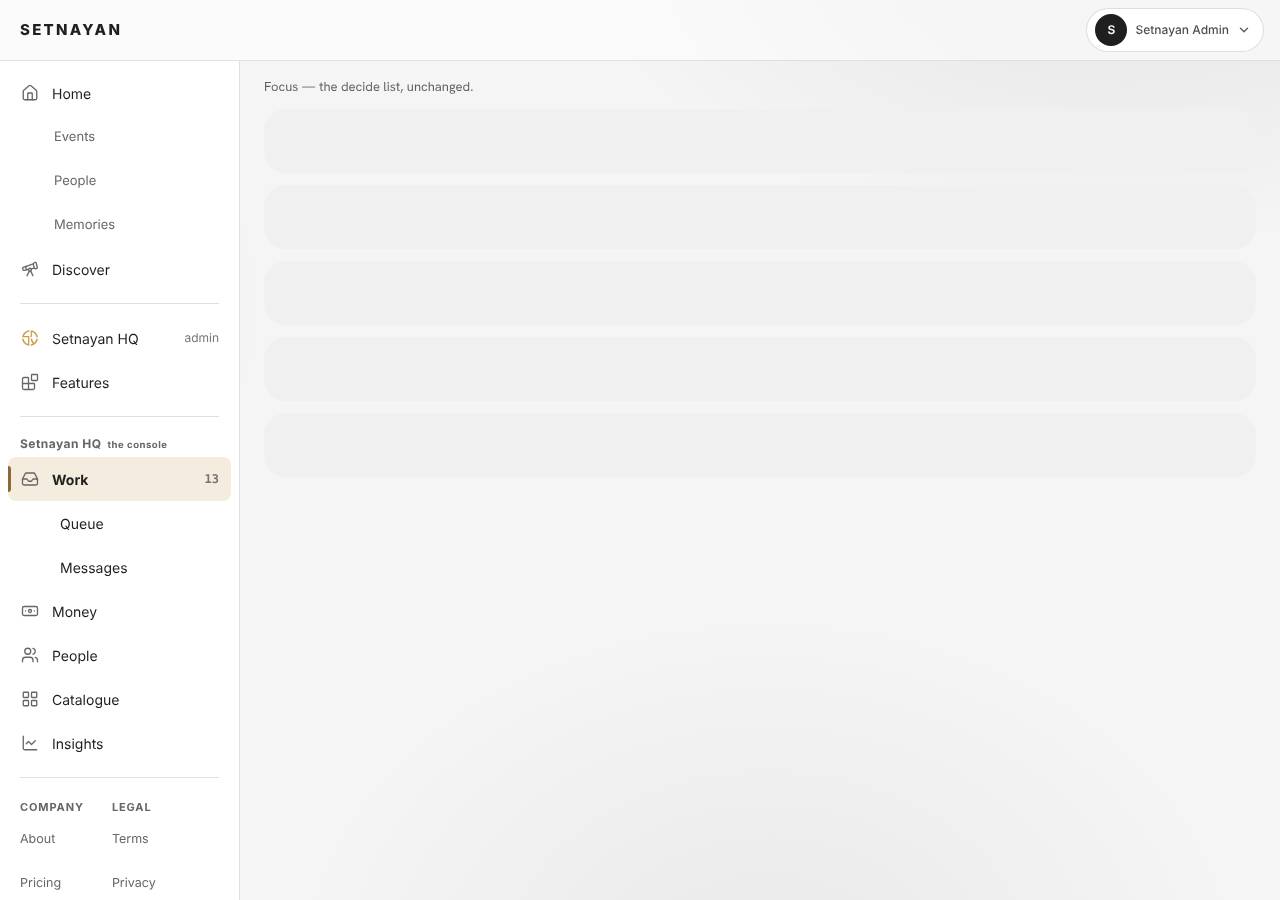 SETNAYAN
S
Setnayan Admin
Home
Events
People
Memories
Discover
Setnayan HQ admin
Features
Setnayan HQ the console
Work 13
Queue
Messages
Money
People
Catalogue
Insights
COMPANY LEGAL
About Terms
Pricing Privacy
Focus — the decide list, unchanged.